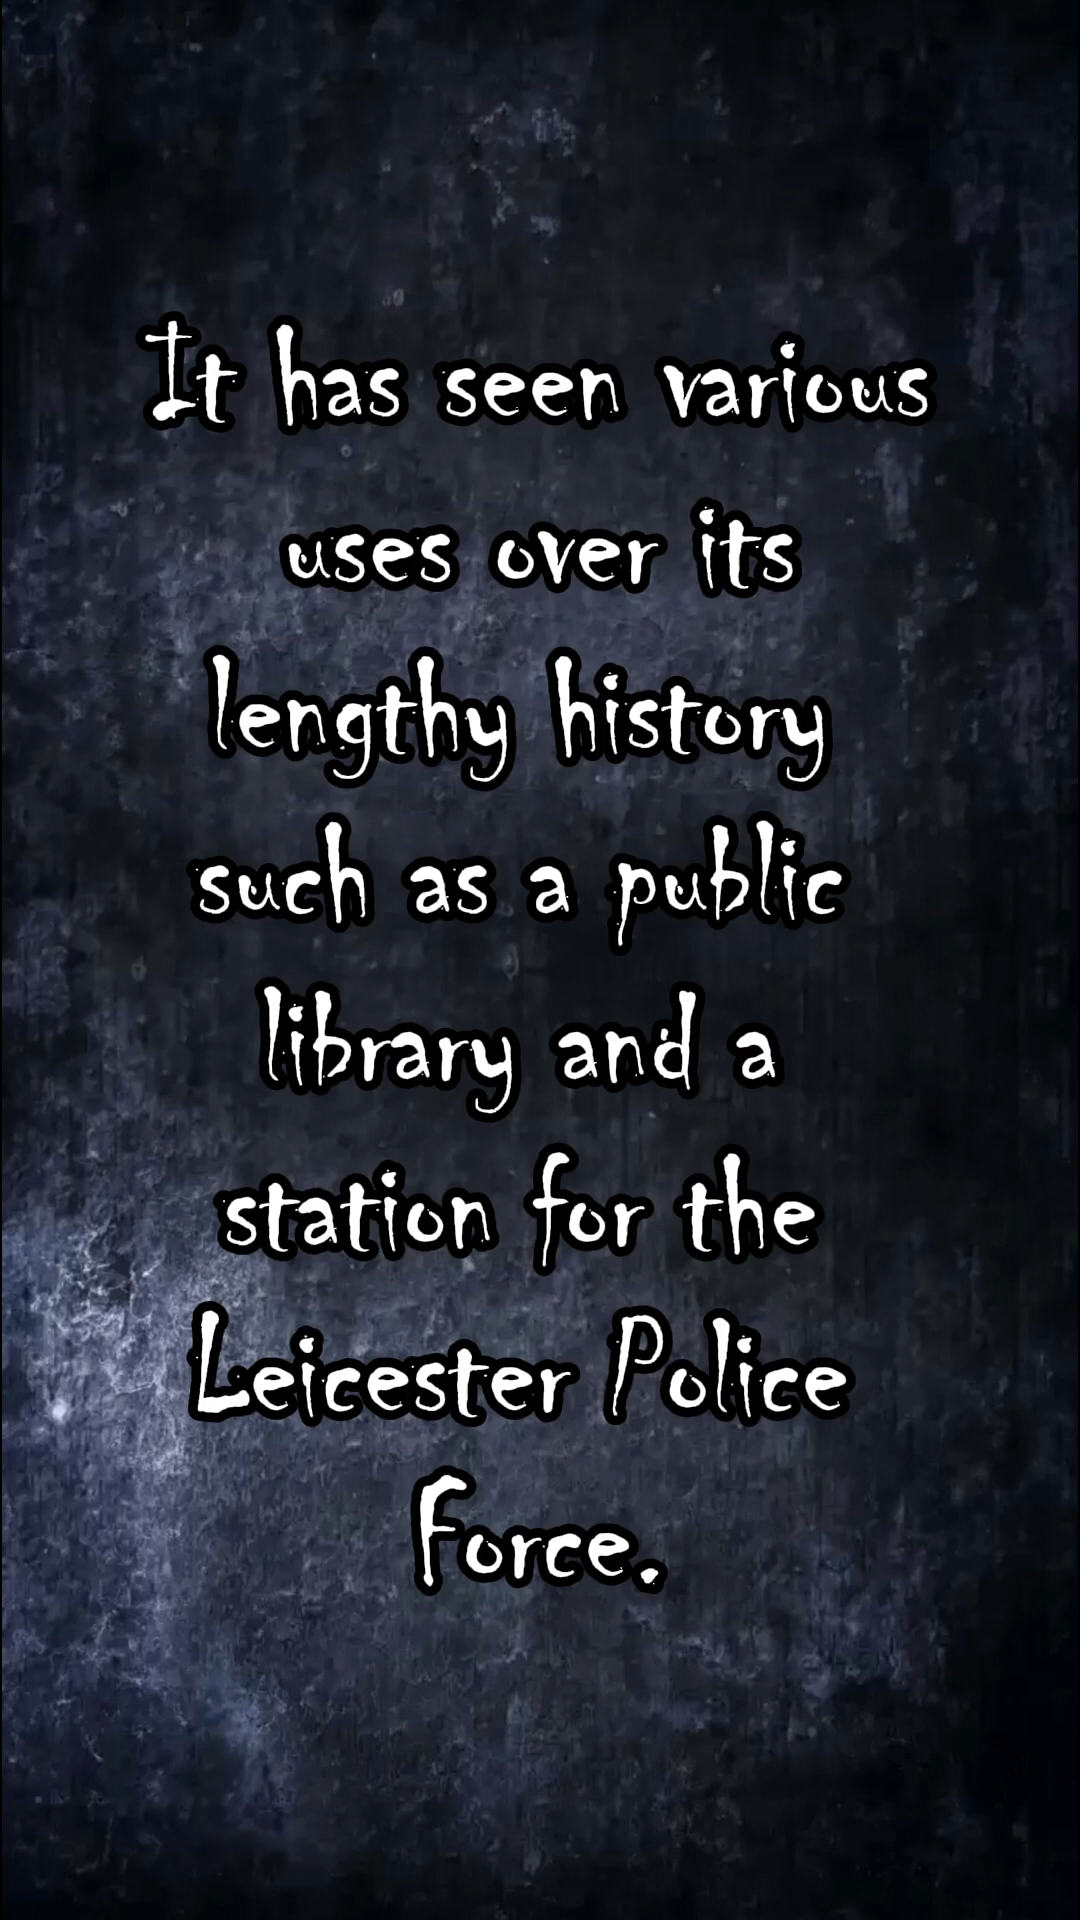 It has seen various
uses over its
lengthy history
such as a public
library and a
station for the
Leicester Police
Force.